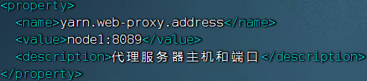 <property>
<name>yarn.web-proxy.address</name>
<value>node1:8089</value>
<description>代理服务器主机和端口</description>
</property>